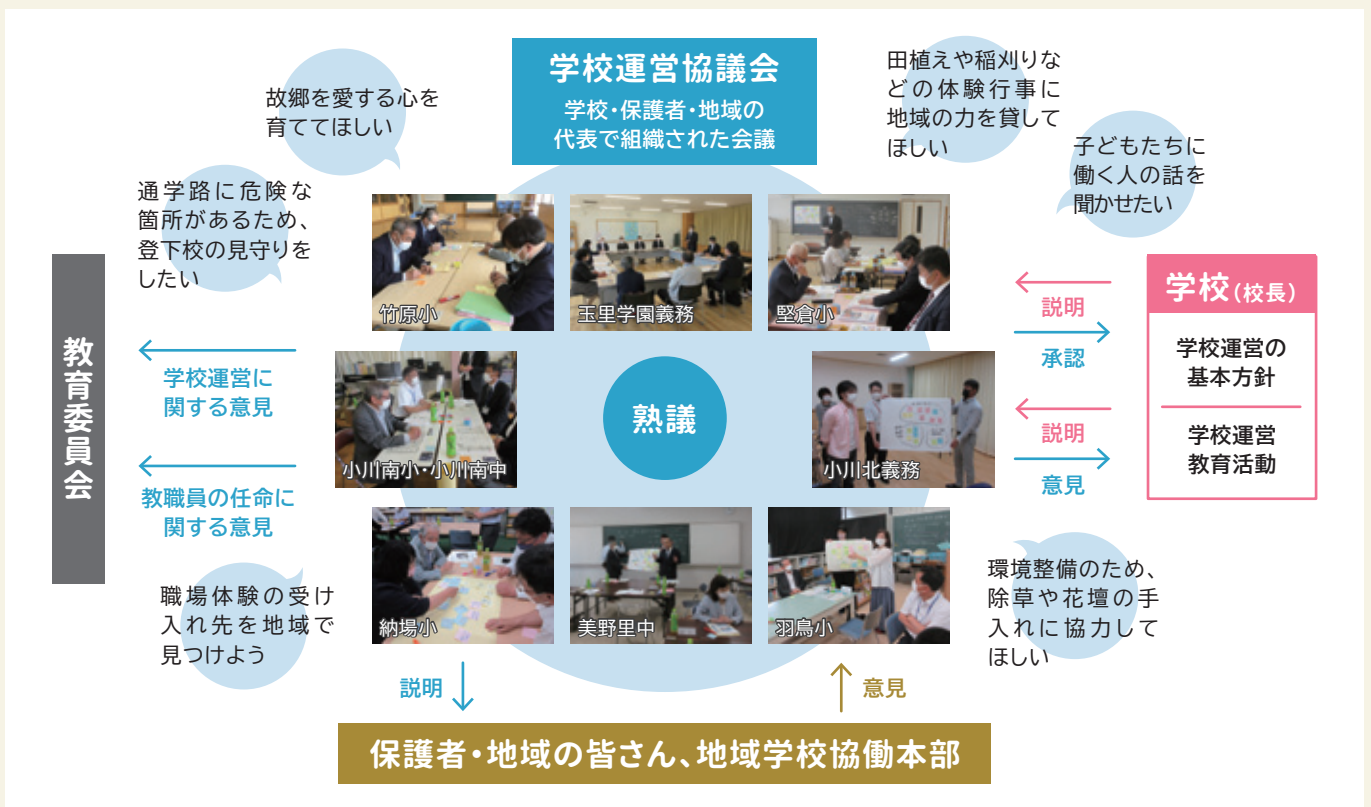 学校運営協議会
学校・保護者・地域の
代表で組織された会議
故郷を愛する心を
育ててほしい
田植えや稲刈りな
どの体験行事に
地域の力を貸して
ほしい
子どもたちに
働く人の話を
聞かせたい
通学路に危険な
箇所があるため、
登下校の見守りを
したい
竹原小
玉里学園義務
堅倉小
教育委員会
学校運営に
関する意見
教職員の任命に
関する意見
小川南小・小川南中
熟議
小川北義務
説明
承認
説明
意見
学校(校長)
学校運営の
基本方針
学校運営
教育活動
職場体験の受け
入れ先を地域で
見つけよう
納場小
美野里中
羽鳥小
環境整備のため、
除草や花壇の手
入れに協力して
ほしい
説明
意見
保護者・地域の皆さん、地域学校協働本部